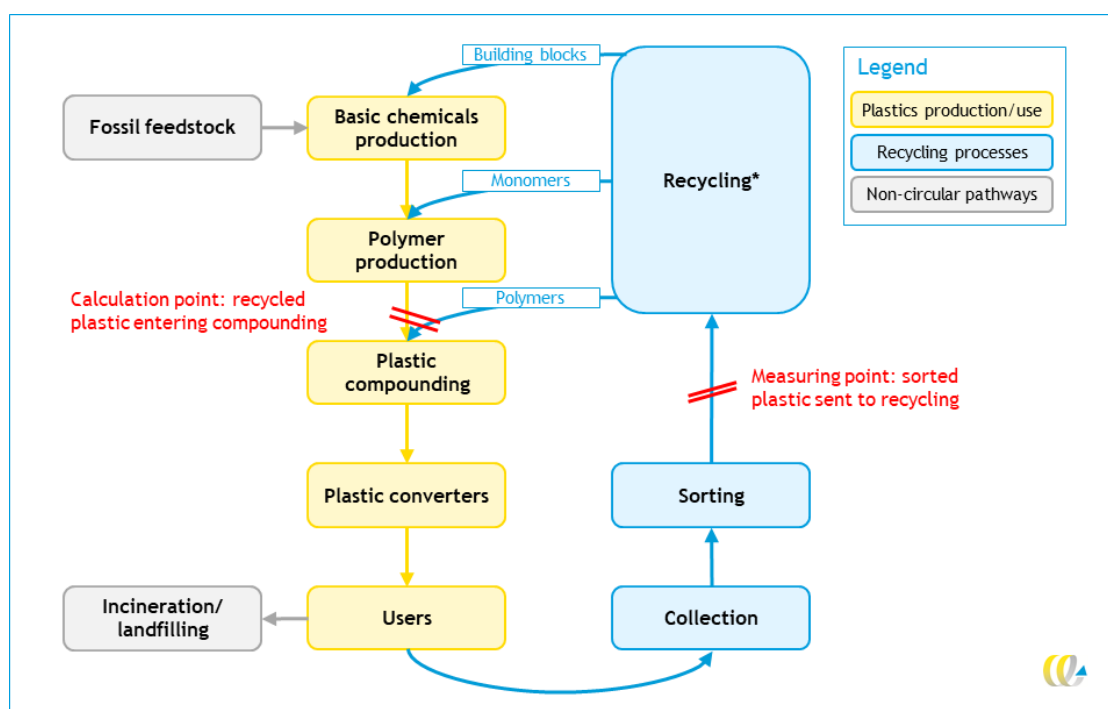 Building blocks
Legend
Plastics production/use
Recycling processes
Non-circular pathways
Fossil feedstock
Basic chemicals
production
Monomers
Recycling*
Polymer
production
Calculation point: recycled
plastic entering compounding
Polymers
Plastic
compounding
Measuring point: sorted
plastic sent to recycling
Plastic converters
Sorting
Incineration/
landfilling
Users
Collection